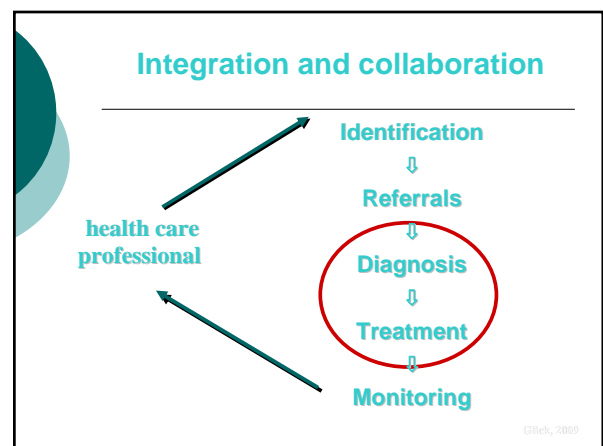 Integration and collaboration
Identification
⇩
Referrals
⇩
health care
professional
Diagnosis
⇩
Treatment
⇩
Monitoring
GBek, 2009